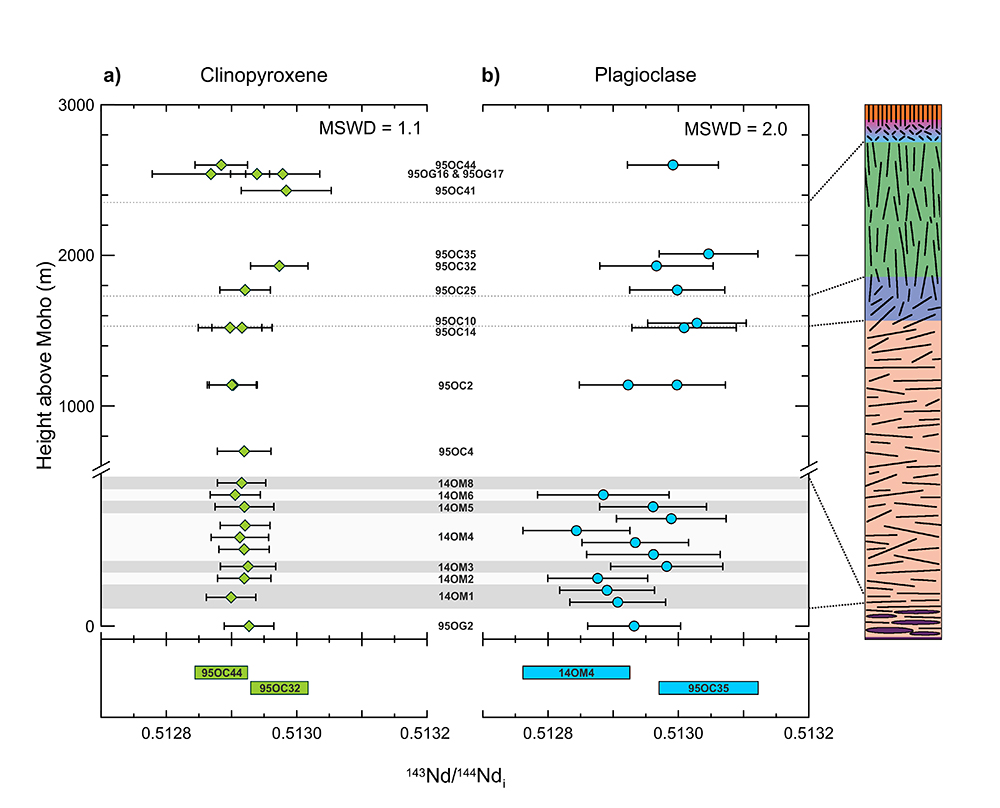 a) Clinopyroxene
b) Plagioclase
3000
MSWD = 1.1
MSWD = 2.0
95OC44
95OG16 & 95OG17
95OC41
2000
95OC35
95OC32
95OC25
95OC10
95OC14
Height above Moho (m)
95OC2
1000
95OC4
14OM8
14OM6
14OM5
14OM4
14OM3
14OM2
14OM1
0
95OG2
95OC44
95OC32
14OM4
95OC35
0.5128 0.5130 0.5132
0.5128 0.5130 0.5132
¹⁴³Nd/¹⁴⁴Ndᵢ